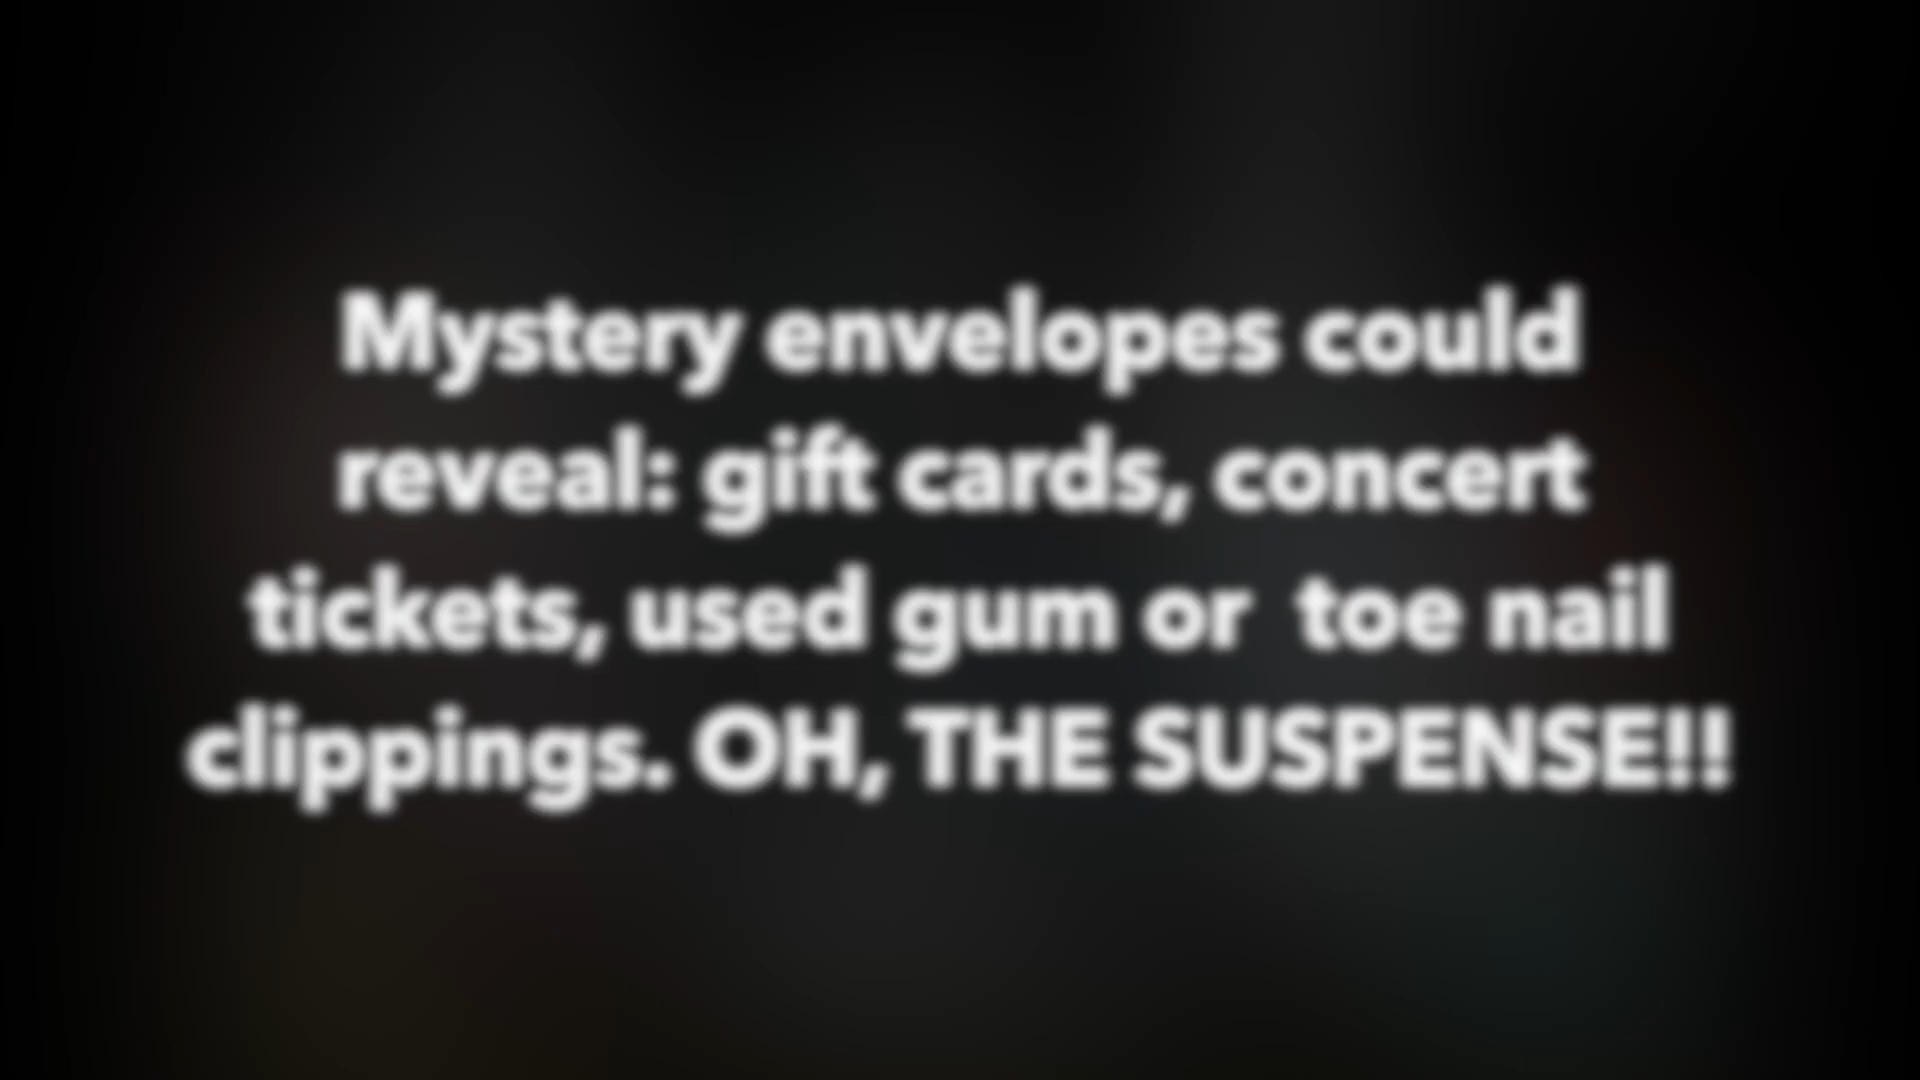 Mystery envelopes could
reveal: gift cards, concert
tickets, used gum or  toe nail
clippings. OH, THE SUSPENSE!!